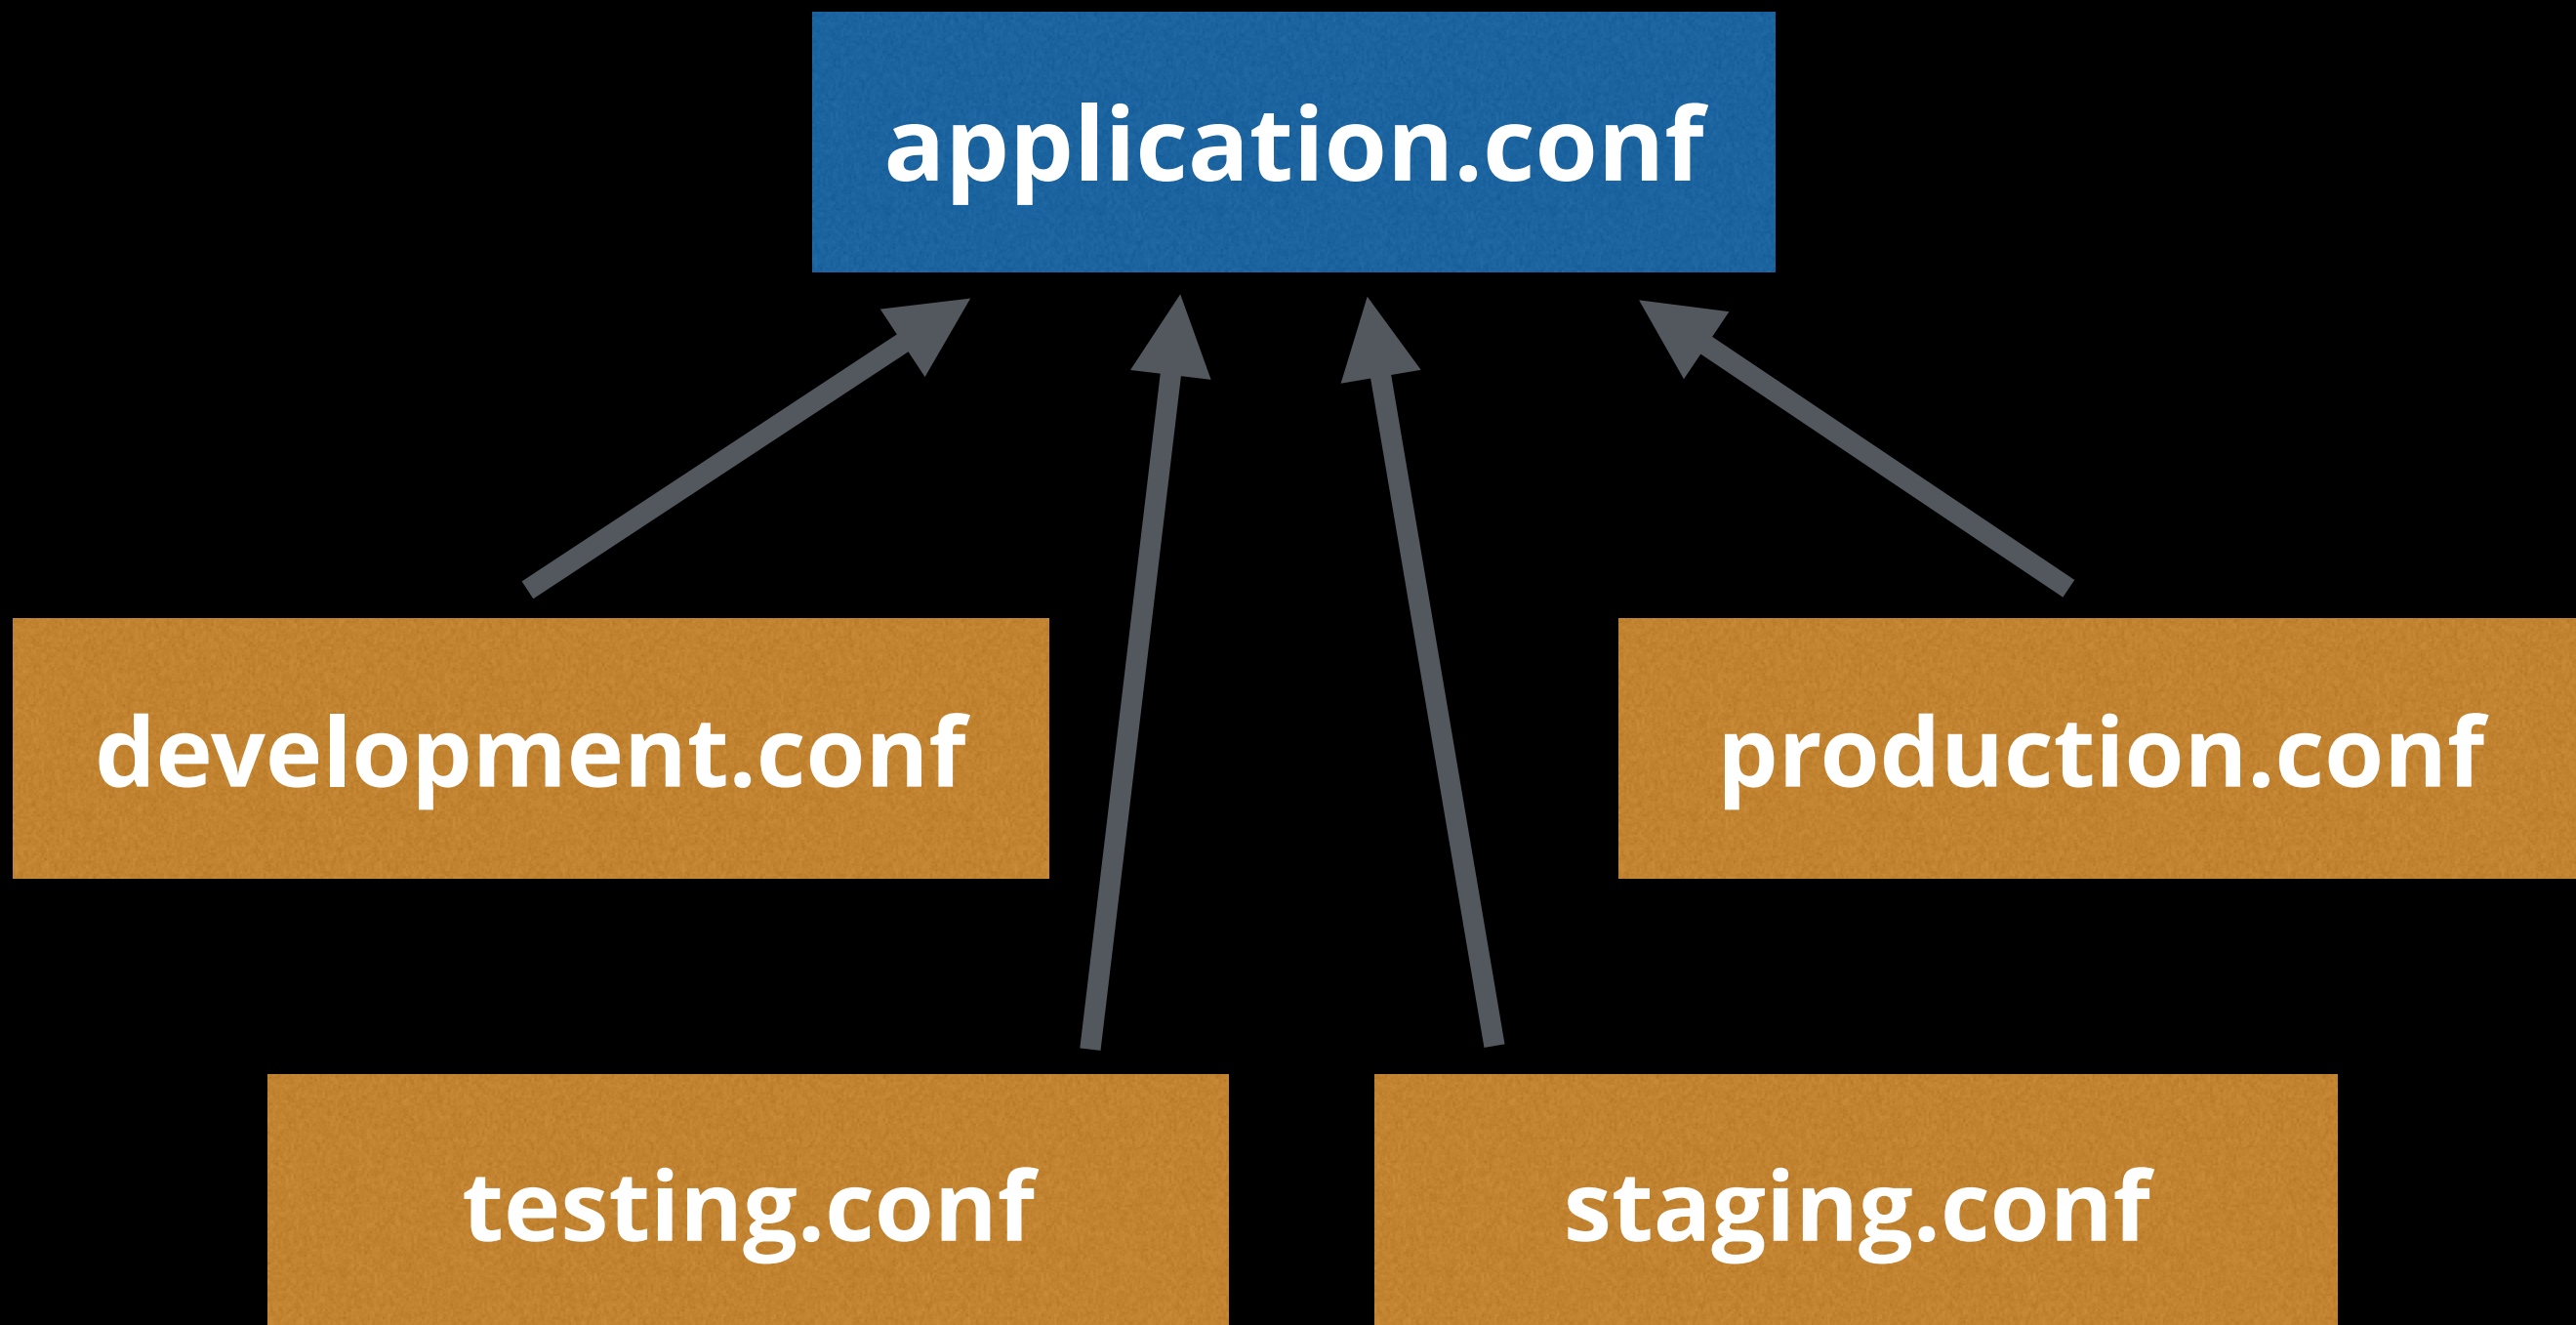 application.conf
development.conf
production.conf
testing.conf
staging.conf